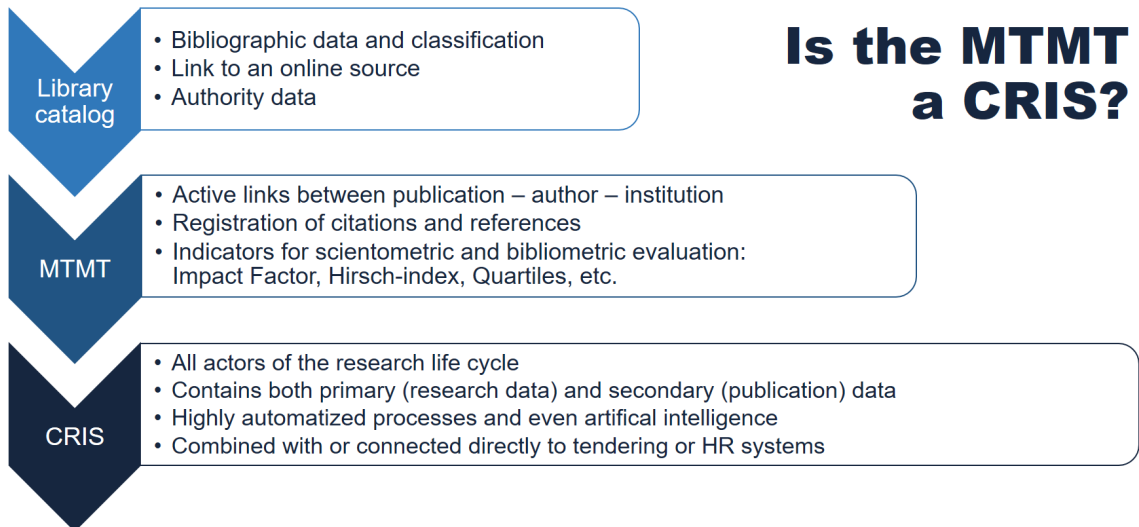 Is the MTMT
a CRIS?
Library
catalog
• Bibliographic data and classification
• Link to an online source
• Authority data
MTMT
• Active links between publication – author – institution
• Registration of citations and references
• Indicators for scientometric and bibliometric evaluation:
Impact Factor, Hirsch-index, Quartiles, etc.
CRIS
• All actors of the research life cycle
• Contains both primary (research data) and secondary (publication) data
• Highly automatized processes and even artifical intelligence
• Combined with or connected directly to tendering or HR systems